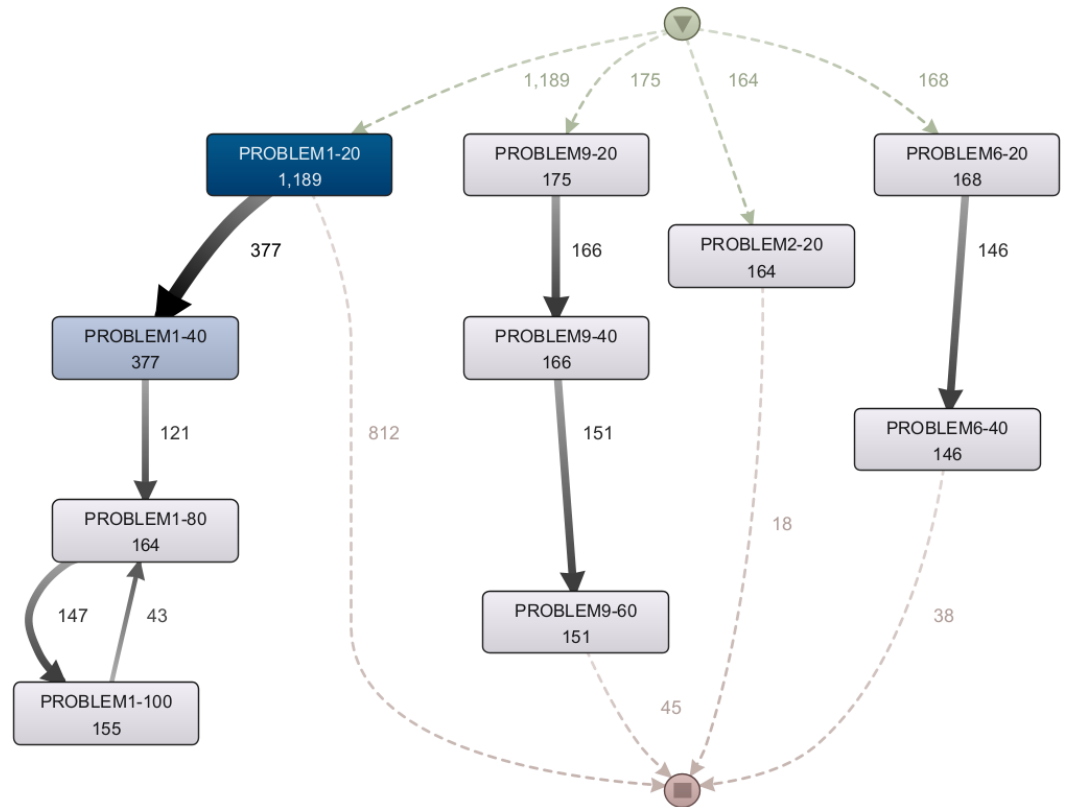 1,189
175
164
168
PROBLEM1-20
1,189
PROBLEM9-20
175
PROBLEM6-20
168
377
166
PROBLEM2-20
164
146
PROBLEM1-40
377
PROBLEM9-40
166
121
812
151
PROBLEM6-40
146
PROBLEM1-80
164
18
147
43
PROBLEM9-60
151
38
PROBLEM1-100
155
45